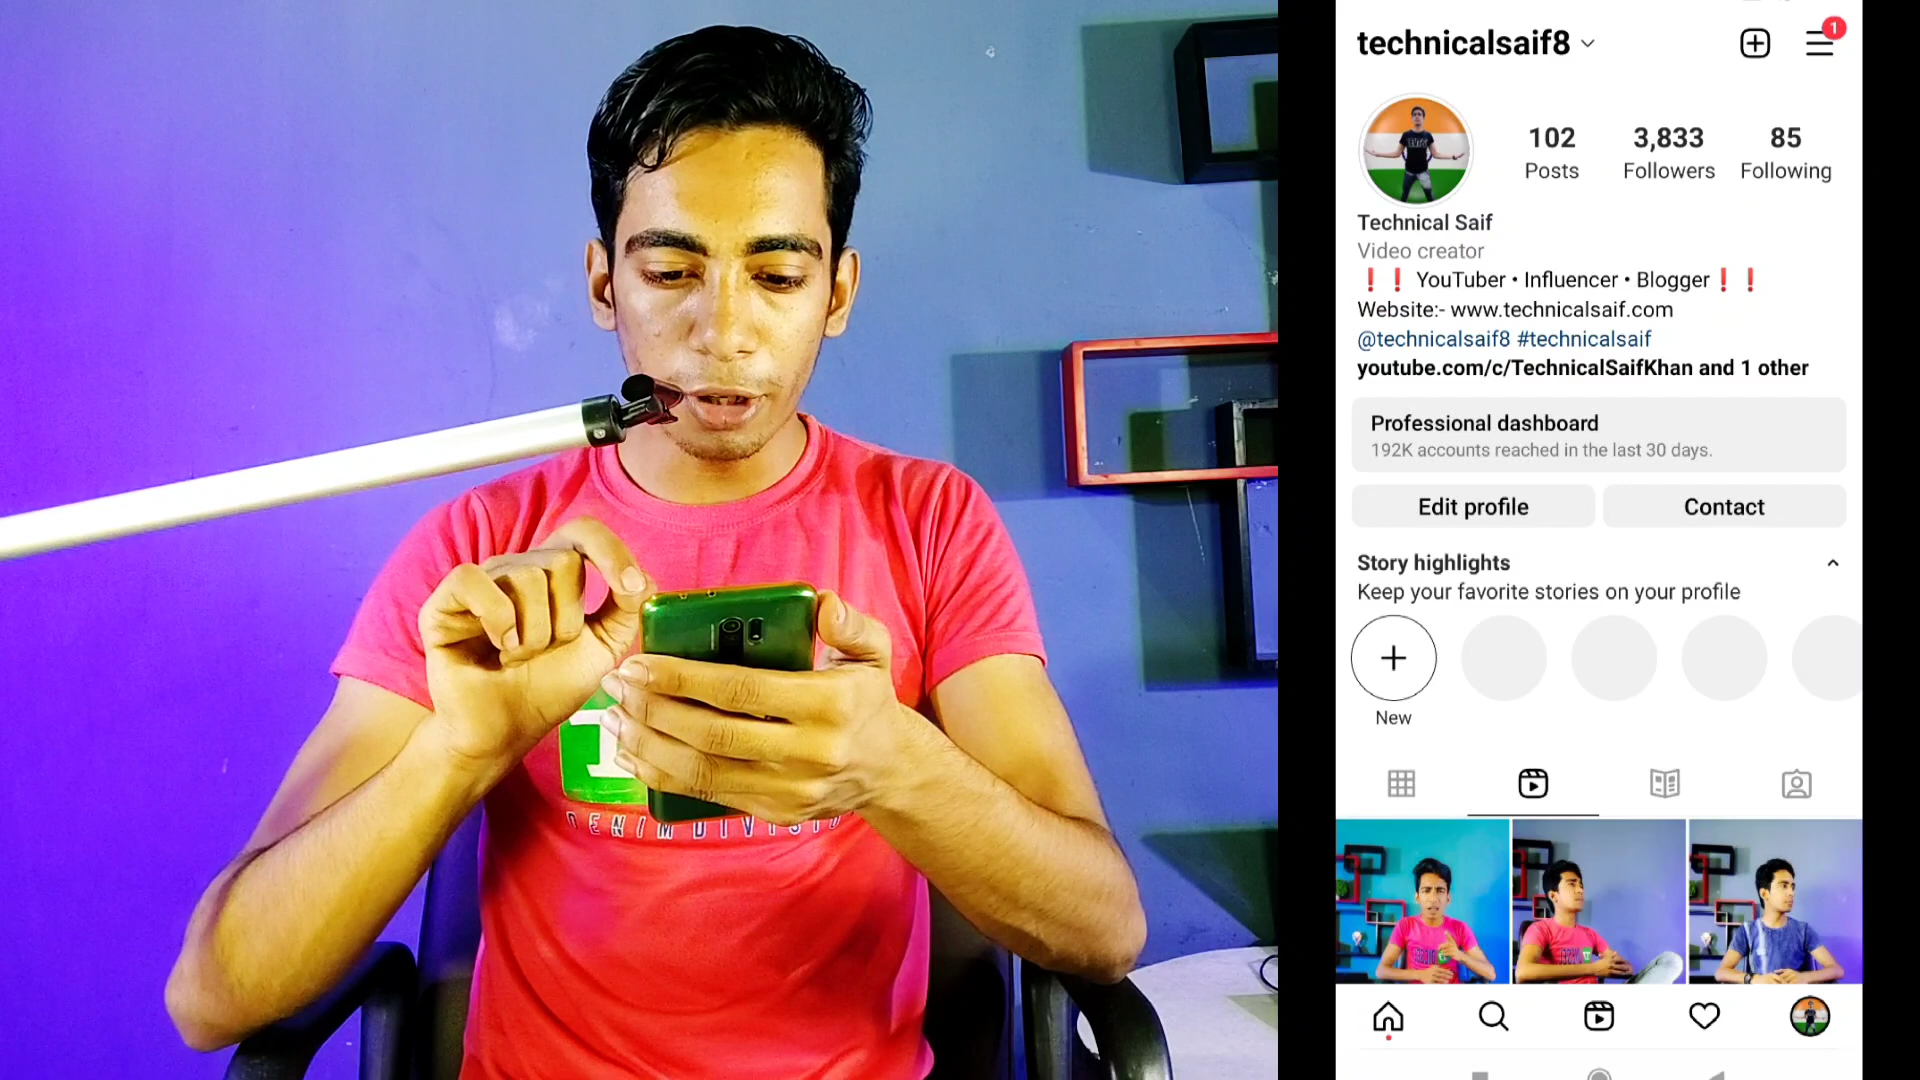 technicalsaif8
1
102
Posts
3,833
Followers
85
Following
Technical Saif
Video creator
❗❗ YouTuber • Influencer • Blogger❗❗
Website:- www.technicalsaif.com
@technicalsaif8 #technicalsaif
youtube.com/c/TechnicalSaifKhan and 1 other
Professional dashboard
192K accounts reached in the last 30 days.
Edit profile
Contact
Story highlights
Keep your favorite stories on your profile
New
DENIM DIVISIO